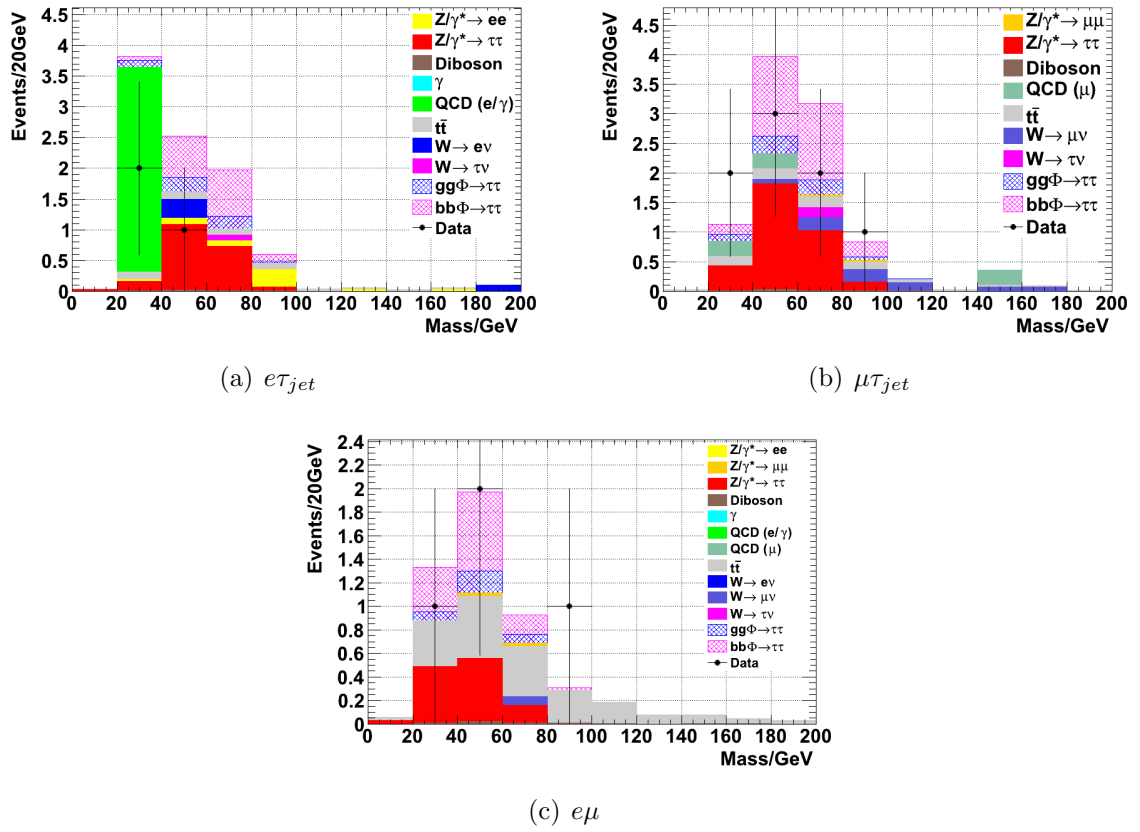 Events/20GeV
4.5
4
3.5
3
2.5
2
1.5
1
0.5
0
0 20 40 60 80 100 120 140 160 180 200
Mass/GeV
Z/γ*→ ee
Z/γ*→ ττ
Diboson
γ
QCD (e/γ)
tt̄
W→ eν
W→ τν
ggΦ→ττ
bbΦ→ττ
Data
(a) eτjet
Events/20GeV
4.5
4
3.5
3
2.5
2
1.5
1
0.5
0
0 20 40 60 80 100 120 140 160 180 200
Mass/GeV
Z/γ*→ μμ
Z/γ*→ ττ
Diboson
QCD (μ)
tt̄
W→ μν
W→ τν
ggΦ→ττ
bbΦ→ττ
Data
(b) μτjet
Events/20GeV
2.4
2.2
2
1.8
1.6
1.4
1.2
1
0.8
0.6
0.4
0.2
0
0 20 40 60 80 100 120 140 160 180 200
Mass/GeV
Z/γ*→ ee
Z/γ*→ μμ
Z/γ*→ ττ
Diboson
γ
QCD (e/γ)
QCD (μ)
tt̄
W→ eν
W→ μν
W→ τν
ggΦ→ττ
bbΦ→ττ
Data
(c) eμ